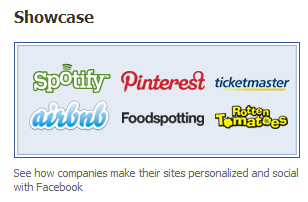 Showcase
Spotify Pinterest ticketmaster
airbnb Foodspotting Rotten Tomatoes
See how companies make their sites personalized and social
with Facebook